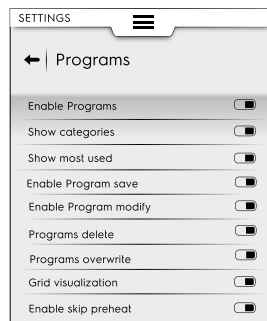 SETTINGS
Programs
Enable Programs
Show categories
Show most used
Enable Program save
Enable Program modify
Programs delete
Programs overwrite
Grid visualization
Enable skip preheat